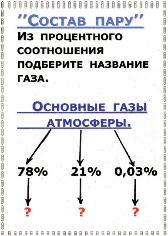 "Состав пару"
Из процентного
соотношения
подберите название
газа.
Основные газы
атмосферы.
78% 21% 0,03%
? ? ?